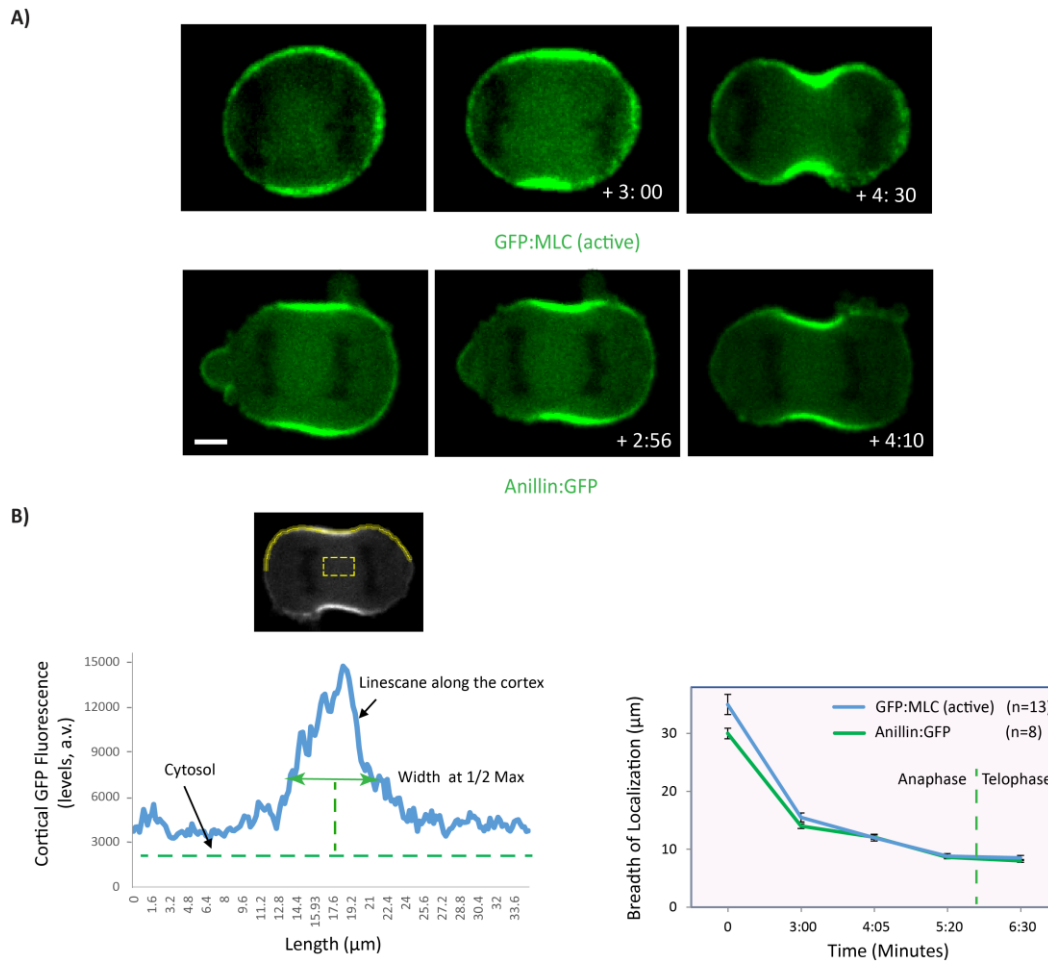 A)
+ 3: 00
+ 4: 30
GFP:MLC (active)
+ 2:56
+ 4:10
Anillin:GFP
B)
Cortical GFP Fluorescence
(levels, a.v.)
15000
12000
9000
6000
3000
0
Linescane along the cortex
Cytosol
Width at 1/2 Max
0 1.6 3.2 6.4 8 9.6 11.2 12.8 14.4 15.93 17.6 19.2 21 22.4 24 25.6 27.2 28.8 30.4 32 33.6
Length (µm)
Breadth of Localization (µm)
30
20
10
0
GFP:MLC (active) (n=13)
Anillin:GFP (n=8)
Anaphase Telophase
0 3:00 4:05 5:20 6:30
Time (Minutes)